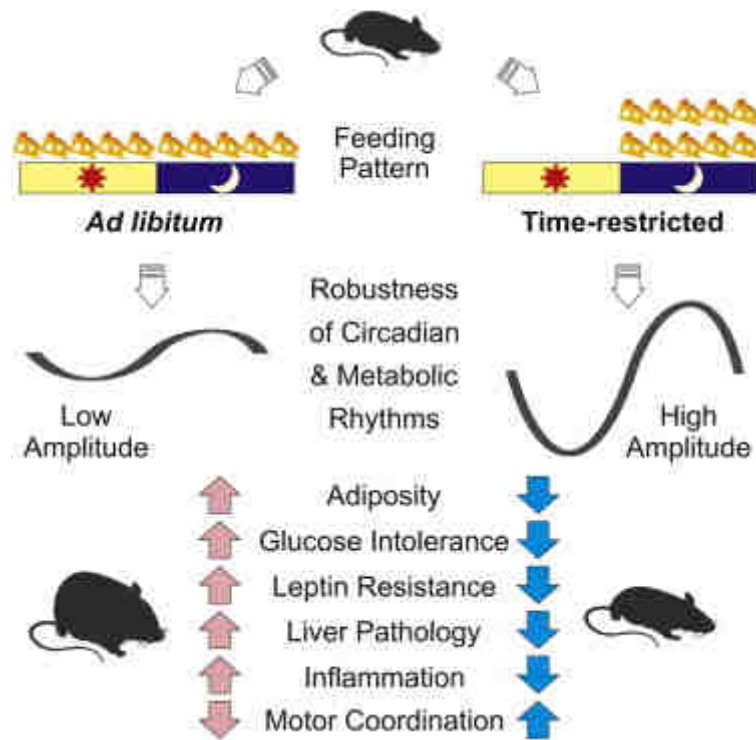 Feeding
Pattern
Ad libitum
Time-restricted
Robustness
of Circadian
& Metabolic
Rhythms
Low
Amplitude
High
Amplitude
Adiposity
Glucose Intolerance
Leptin Resistance
Liver Pathology
Inflammation
Motor Coordination